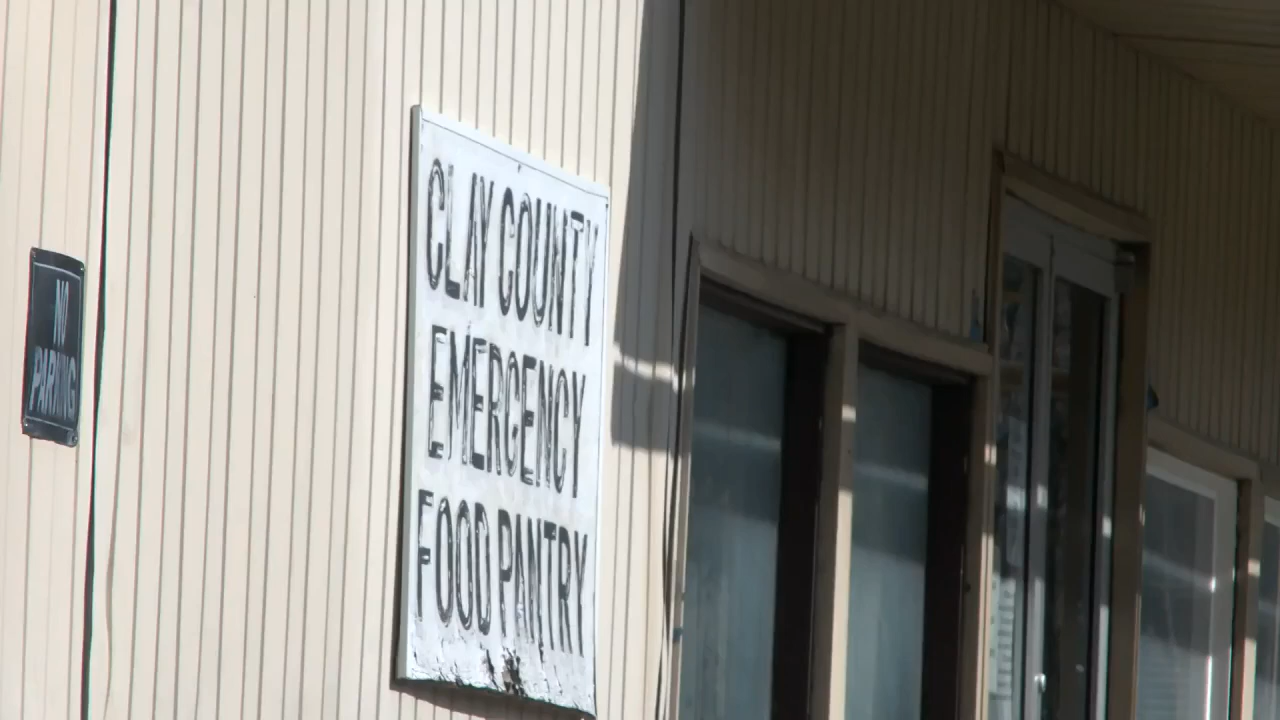 NO
PARKING
CLAY COUNTY
EMERGENCY
FOOD PANTRY